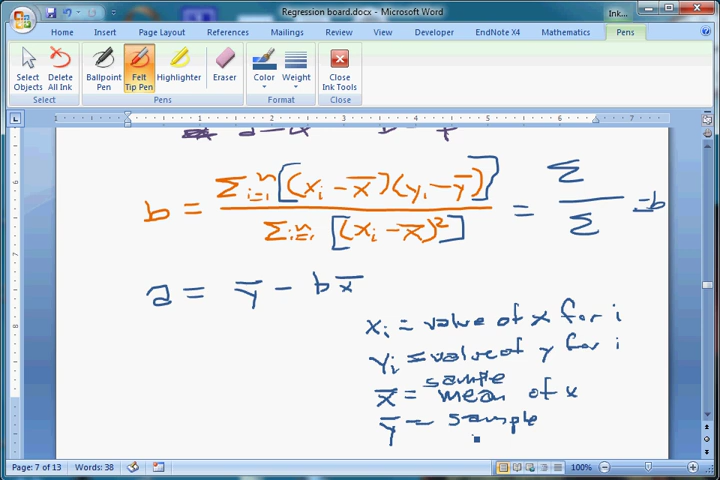 Regression board.docx - Microsoft Word
Ink...
Home Insert Page Layout References Mailings Review View Developer EndNote X4 Mathematics Pens
Select Objects
Delete All Ink
Ballpoint Pen
Felt Tip Pen
Highlighter
Eraser
Color
Weight
Close Ink Tools
Select Pens Format Close
b = Σi=1n[(xi - x̄)(yi - ȳ)] / Σi=1n[(xi - x̄)²] = Σ / Σ = b
a = ȳ - bx̄
xi = value of x for i
yi = value of y for i
x̄ = sample mean of x
ȳ = sample
Page: 7 of 13 Words: 38 100%